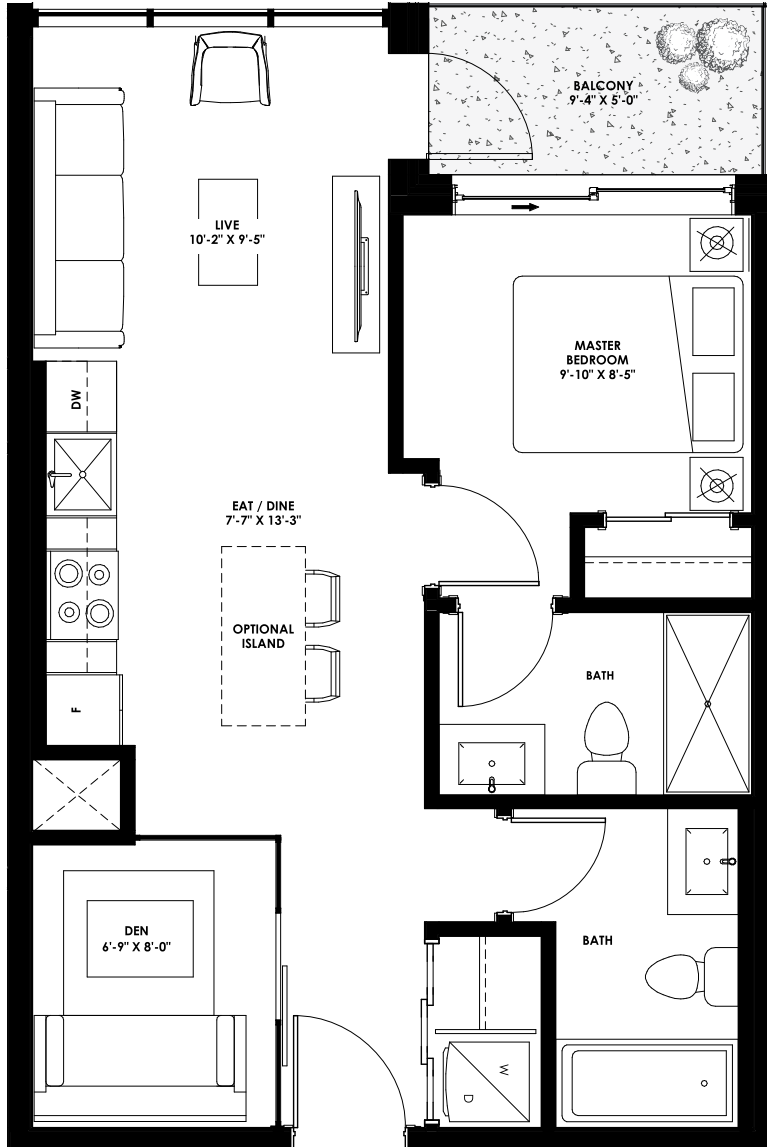 BALCONY
9'-4" X 5'-0"
LIVE
10'-2" X 9'-5"
MASTER
BEDROOM
9'-10" X 8'-5"
DW
EAT / DINE
7'-7" X 13'-3"
OPTIONAL
ISLAND
BATH
F
DEN
6'-9" X 8'-0"
BATH
W
D